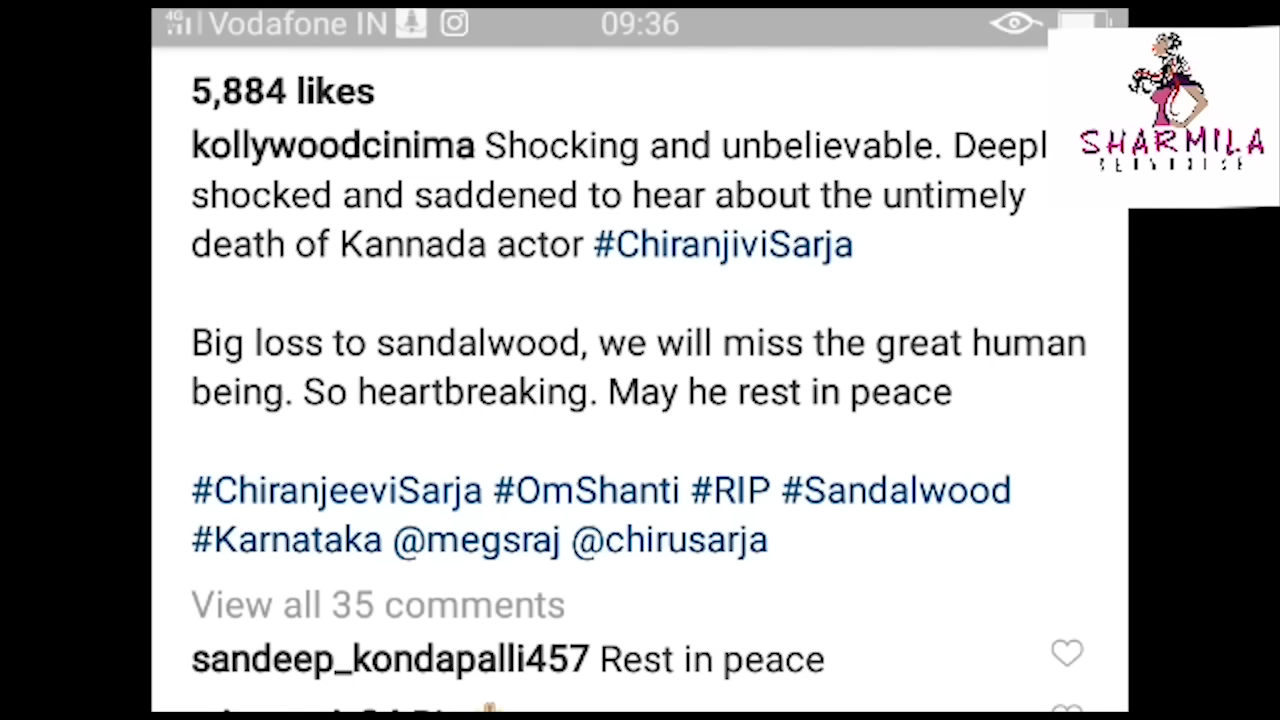 4G Vodafone IN 09:36
5,884 likes
kollywoodcinima Shocking and unbelievable. Deepl
shocked and saddened to hear about the untimely
death of Kannada actor #ChiranjiviSarja
Big loss to sandalwood, we will miss the great human
being. So heartbreaking. May he rest in peace
#ChiranjeeviSarja #OmShanti #RIP #Sandalwood
#Karnataka @megsraj @chirusarja
View all 35 comments
sandeep_kondapalli457 Rest in peace
SHARMILA